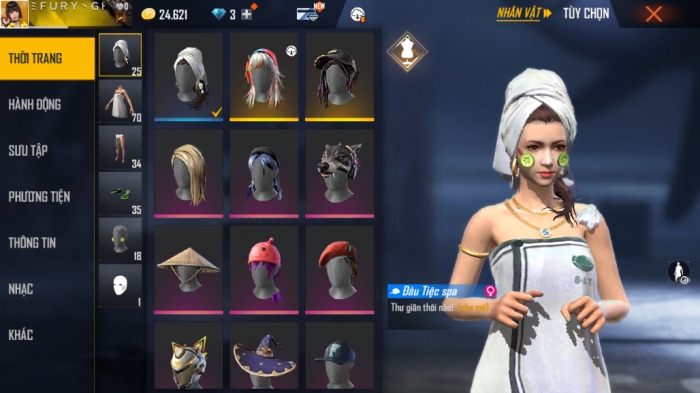 EFURY
24.621
3
NEW
NHÂN VẬT
TÙY CHỌN
THỜI TRANG
HÀNH ĐỘNG
SƯU TẬP
PHƯƠNG TIỆN
THÔNG TIN
NHẠC
KHÁC
25
70
34
35
18
1
Đầu Tiệc spa
Thư giãn thôi nào!